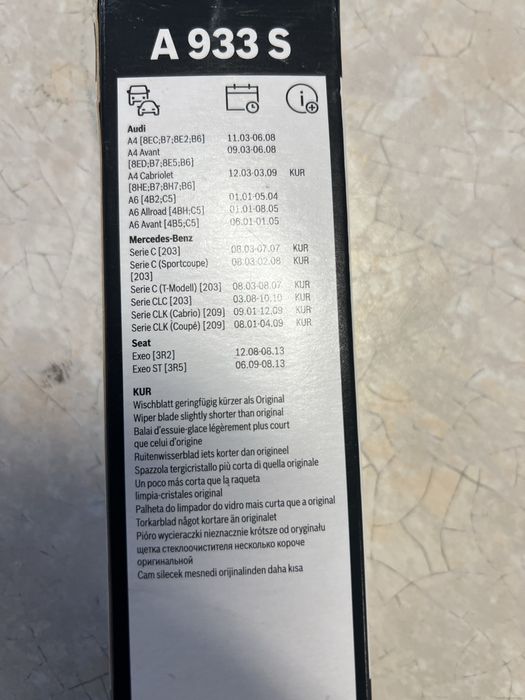 A 933 S
Audi
A4 [8EC;B7;8E2;B6] 11.03-06.08
A4 Avant 09.03-06.08
[8ED;B7;8E5;B6]
A4 Cabriolet 12.03-03.09 KUR
[8HE;B7;8H7;B6]
A6 [4B2;C5] 01.01-05.04
A6 Allroad [4BH;C5] 01.01-08.05
A6 Avant [4B5;C5] 06.01-01.05
Mercedes-Benz
Serie C [203] 08.03-07.07 KUR
Serie C (Sportcoupe) 08.03-02.08 KUR
[203]
Serie C (T-Modell) [203] 08.03-08.07 KUR
Serie CLC [203] 03.08-10.10 KUR
Serie CLK (Cabrio) [209] 09.01-12.09 KUR
Serie CLK (Coupé) [209] 08.01-04.09 KUR
Seat
Exeo [3R2] 12.08-08.13
Exeo ST [3R5] 06.09-08.13
KUR
Wischblatt geringfügig kürzer als Original
Wiper blade slightly shorter than original
Balai d'essuie-glace légèrement plus court
que celui d'origine
Ruitenwisserblad iets korter dan origineel
Spazzola tergicristallo più corta di quella originale
Un poco más corta que la raqueta
limpia-cristales original
Palheta do limpador do vidro mais curta que a original
Torkarblad något kortare än originalet
Pióro wycieraczki nieznacznie krótsze od oryginału
щетка стеклоочистителя несколько короче
оригинальной
Cam silecek mesnedi orijinalinden daha kısa